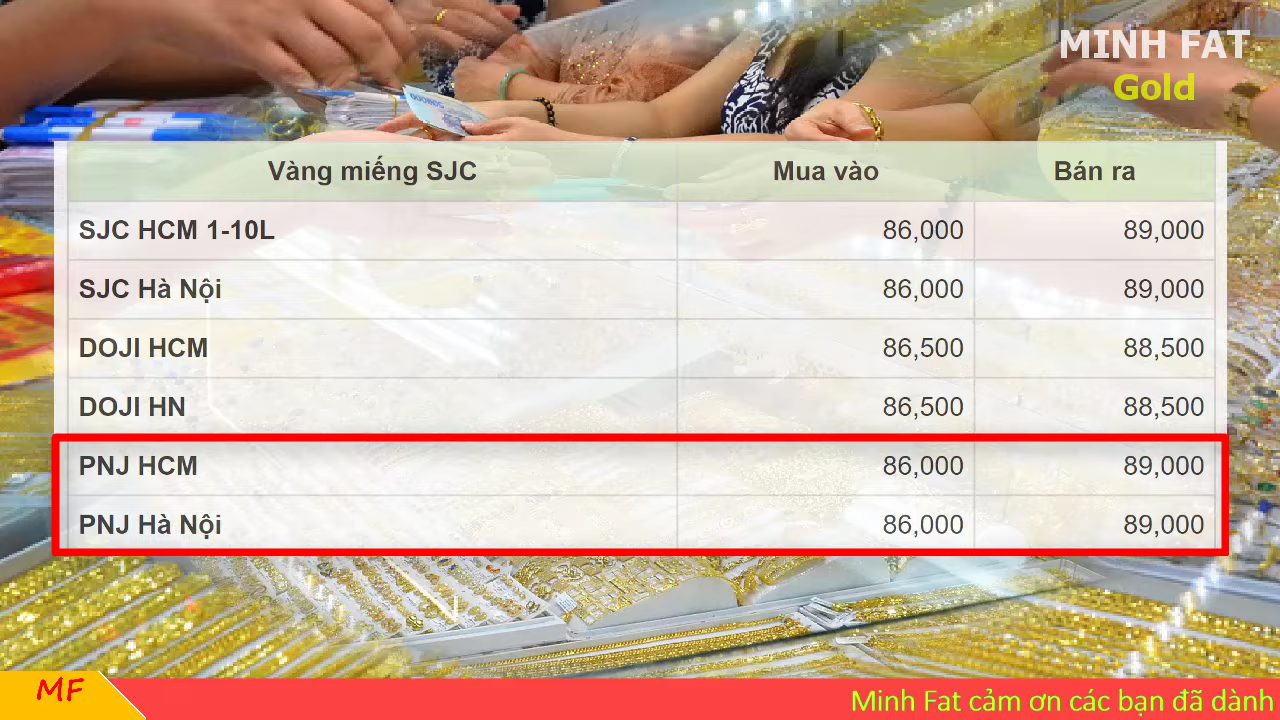 MINH FAT
Gold
Vàng miếng SJC Mua vào Bán ra
SJC HCM 1-10L 86,000 89,000
SJC Hà Nội 86,000 89,000
DOJI HCM 86,500 88,500
DOJI HN 86,500 88,500
PNJ HCM 86,000 89,000
PNJ Hà Nội 86,000 89,000
MF
Minh Fat cảm ơn các bạn đã dành